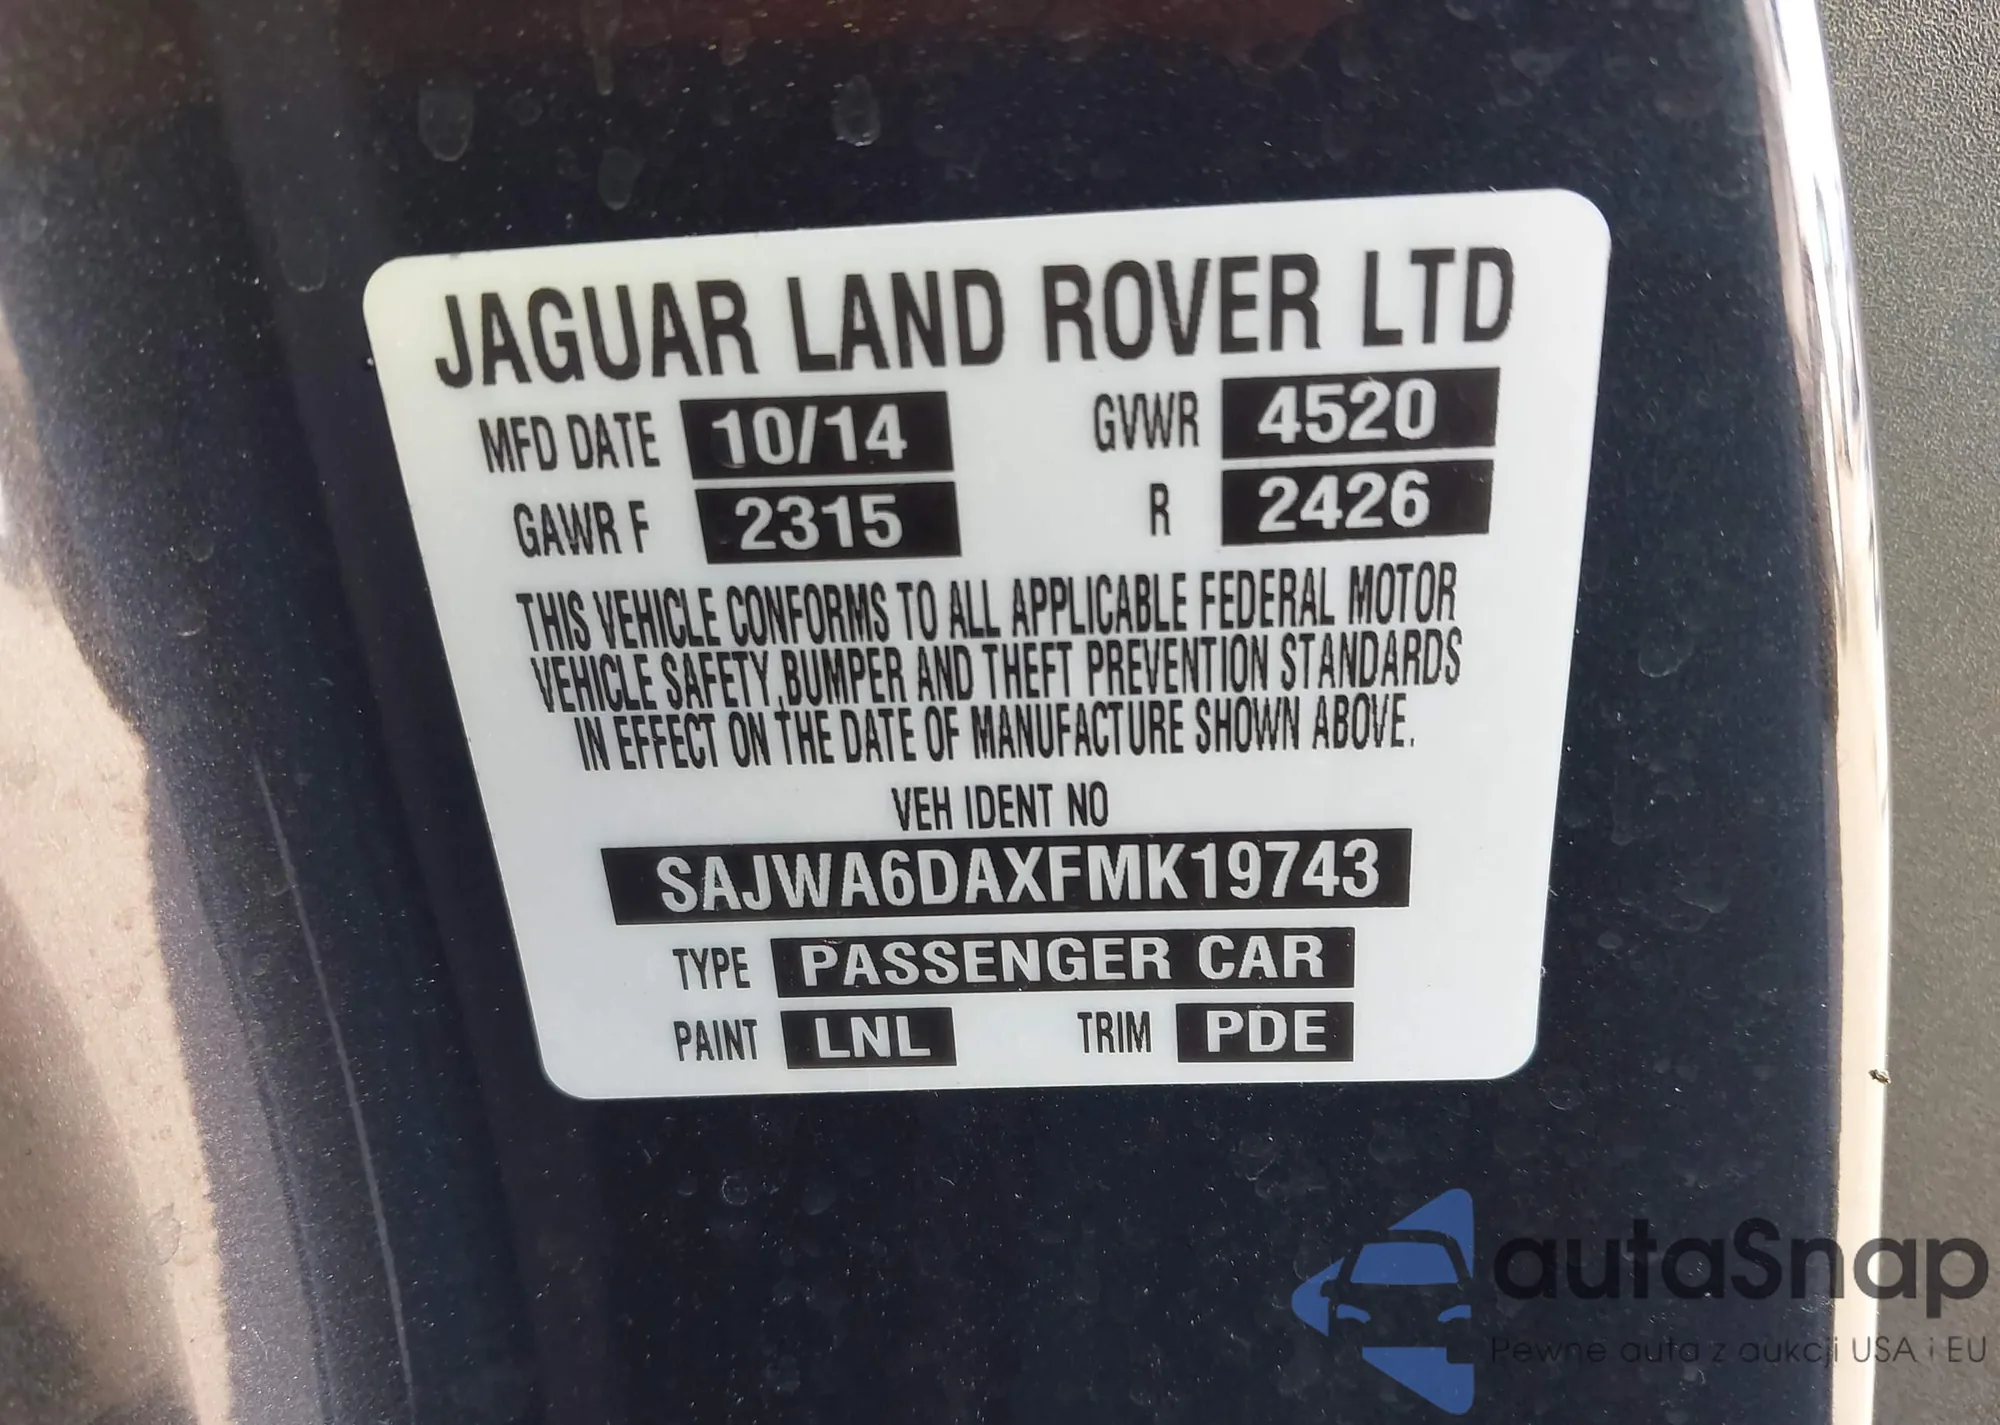 JAGUAR LAND ROVER LTD
MFD DATE 10/14 GVWR 4520
GAWR F 2315 R 2426
THIS VEHICLE CONFORMS TO ALL APPLICABLE FEDERAL MOTOR
VEHICLE SAFETY,BUMPER AND THEFT PREVENTION STANDARDS
IN EFFECT ON THE DATE OF MANUFACTURE SHOWN ABOVE.
VEH IDENT NO
SAJWA6DAXFMK19743
TYPE PASSENGER CAR
PAINT LNL TRIM PDE
autaSnap
Pewne auta z aukcji USA i EU